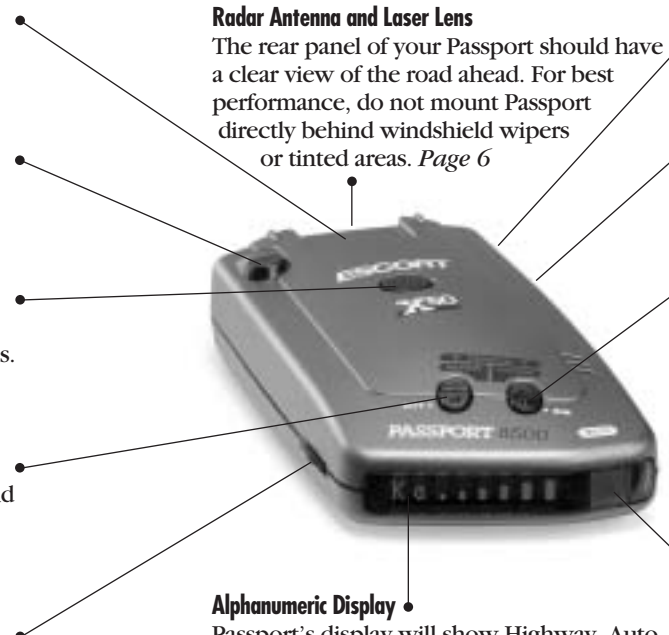 Radar Antenna and Laser Lens
The rear panel of your Passport should have
a clear view of the road ahead. For best
performance, do not mount Passport
directly behind windshield wipers
or tinted areas. Page 6
ESCORT
X50
s.
PASSPORT 8500
nd
Ka
Alphanumeric Display
Passport's display will show Highway, Auto